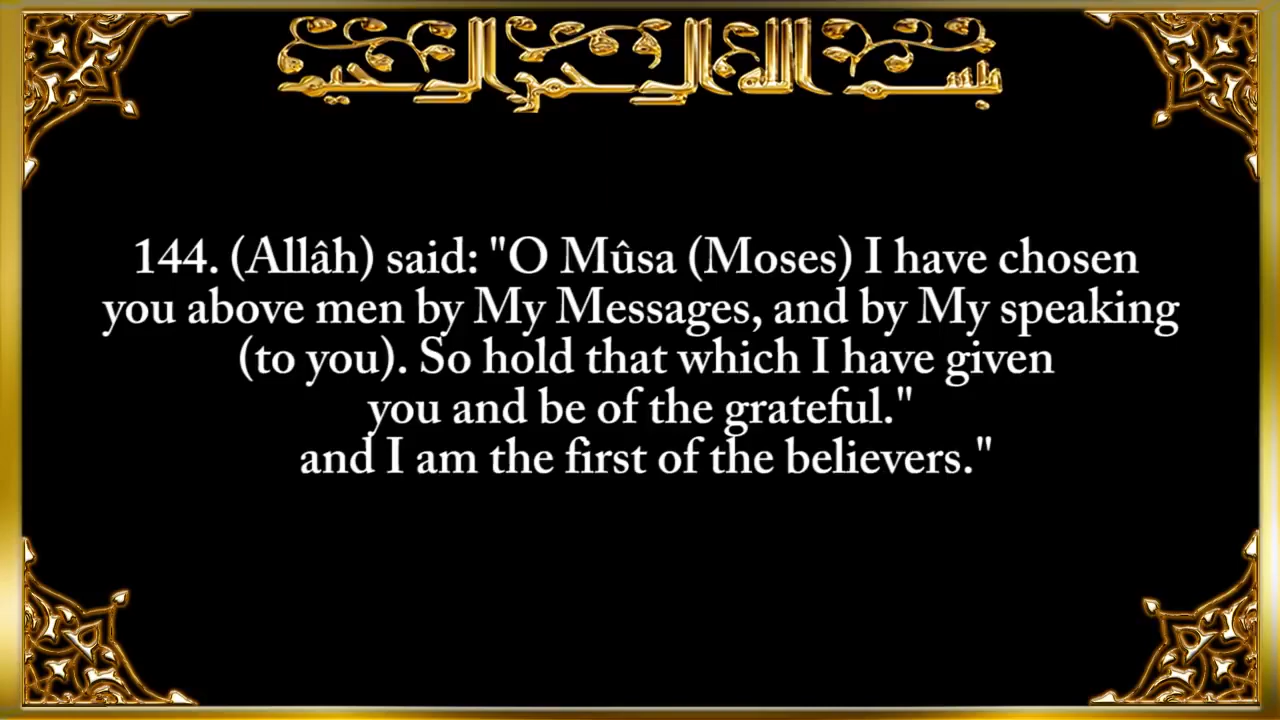 بسم الله الرحمن الرحيم
144. (Allâh) said: "O Mûsa (Moses) I have chosen
you above men by My Messages, and by My speaking
(to you). So hold that which I have given
you and be of the grateful."
and I am the first of the believers."